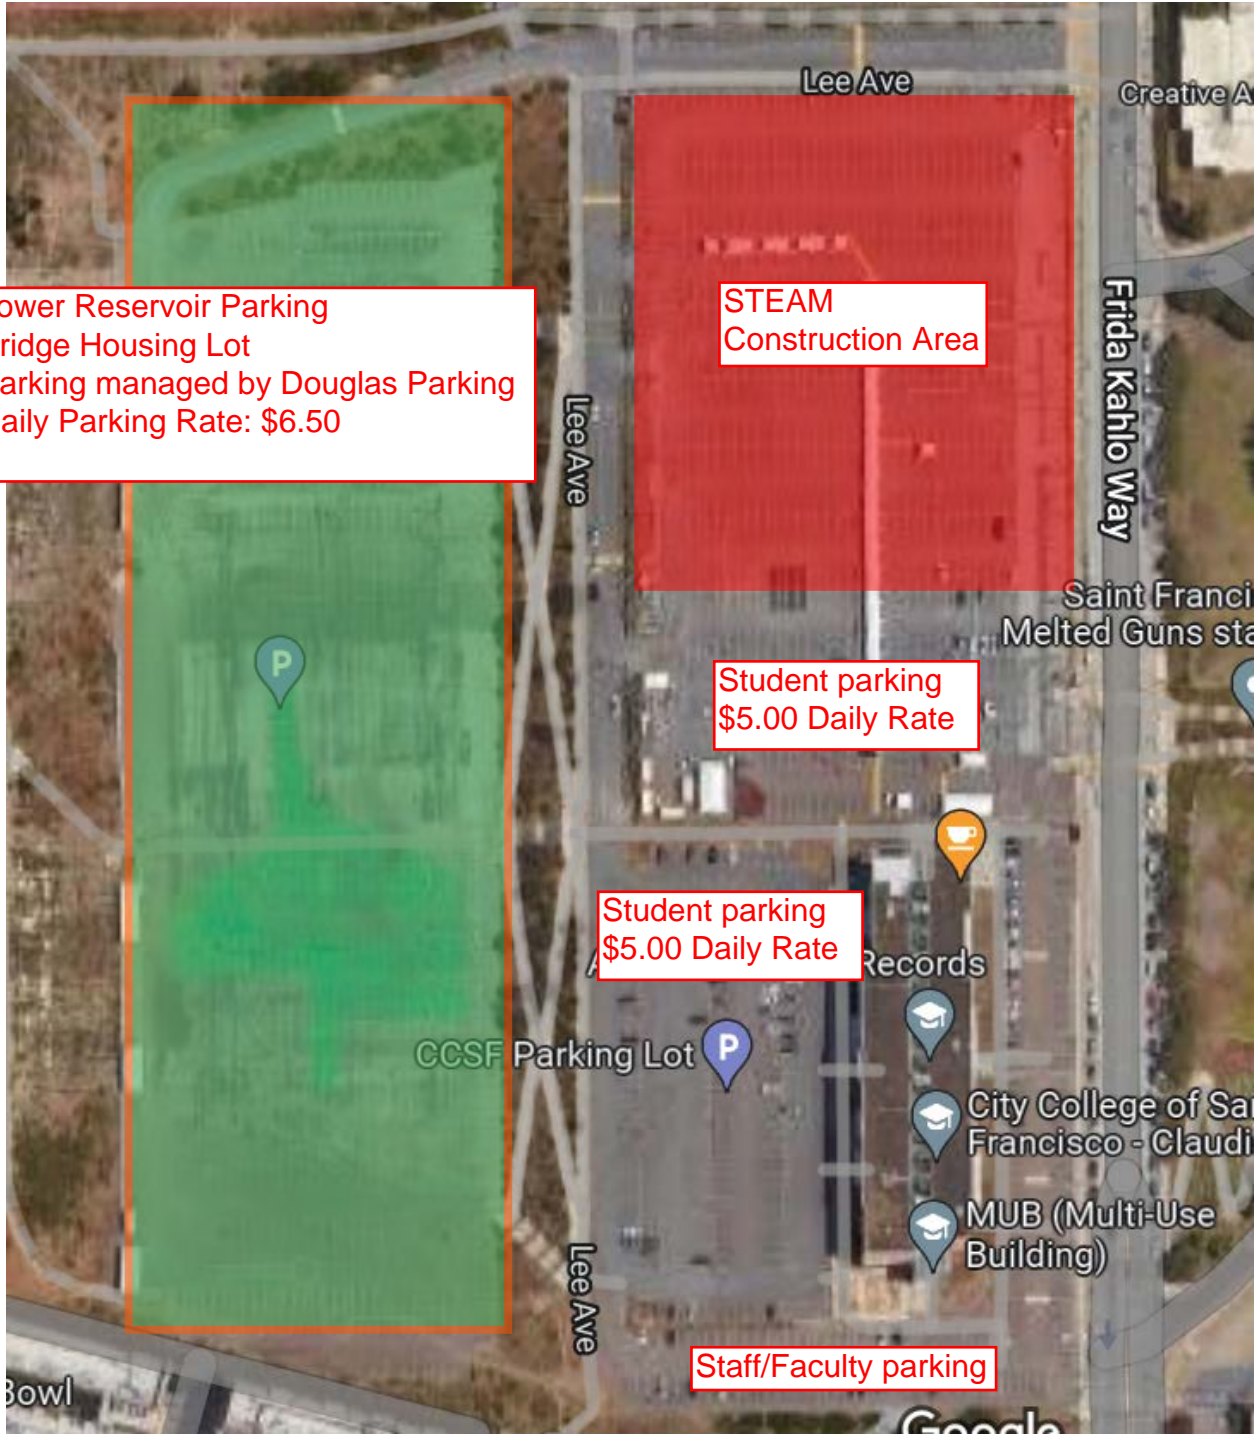 Lee Ave
Creative A
ower Reservoir Parking
ridge Housing Lot
arking managed by Douglas Parking
aily Parking Rate: $6.50
STEAM
Construction Area
Frida Kahlo Way
Lee Ave
Saint Franci
Melted Guns sta
P
Student parking
$5.00 Daily Rate
Student parking
$5.00 Daily Rate
A
Records
CCSF Parking Lot
P
City College of Sa
Francisco - Claudi
MUB (Multi-Use
Building)
Lee Ave
Staff/Faculty parking
Bowl
Google